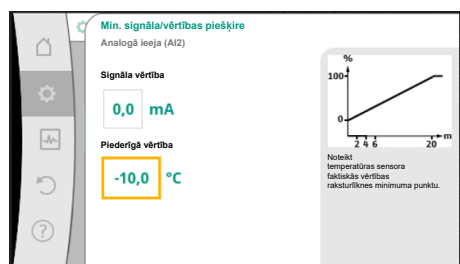 Min. signāla/vērtības piešķire
Analogā ieeja (AI2)
Signāla vērtība
0,0 mA
Piederīgā vērtība
-10,0 °C
%
100
0
2 4 6 20
m
Noteikt
temperatūras sensora
faktiskās vērtības
raksturlīknes minimuma punktu.
?